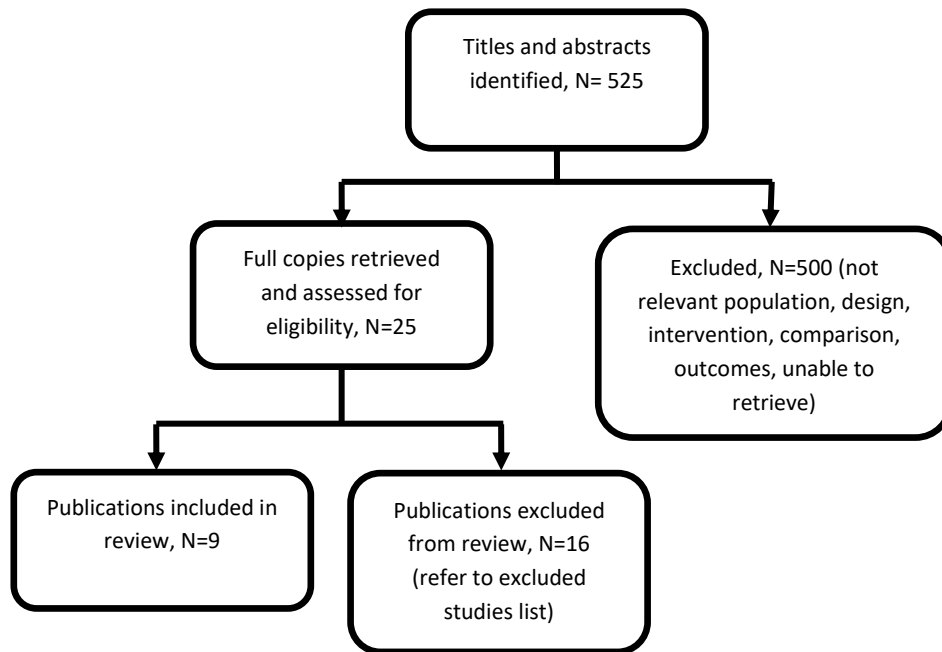 Titles and abstracts
identified, N= 525
Full copies retrieved
and assessed for
eligibility, N=25
Excluded, N=500 (not
relevant population, design,
intervention, comparison,
outcomes, unable to
retrieve)
Publications included in
review, N=9
Publications excluded
from review, N=16
(refer to excluded
studies list)